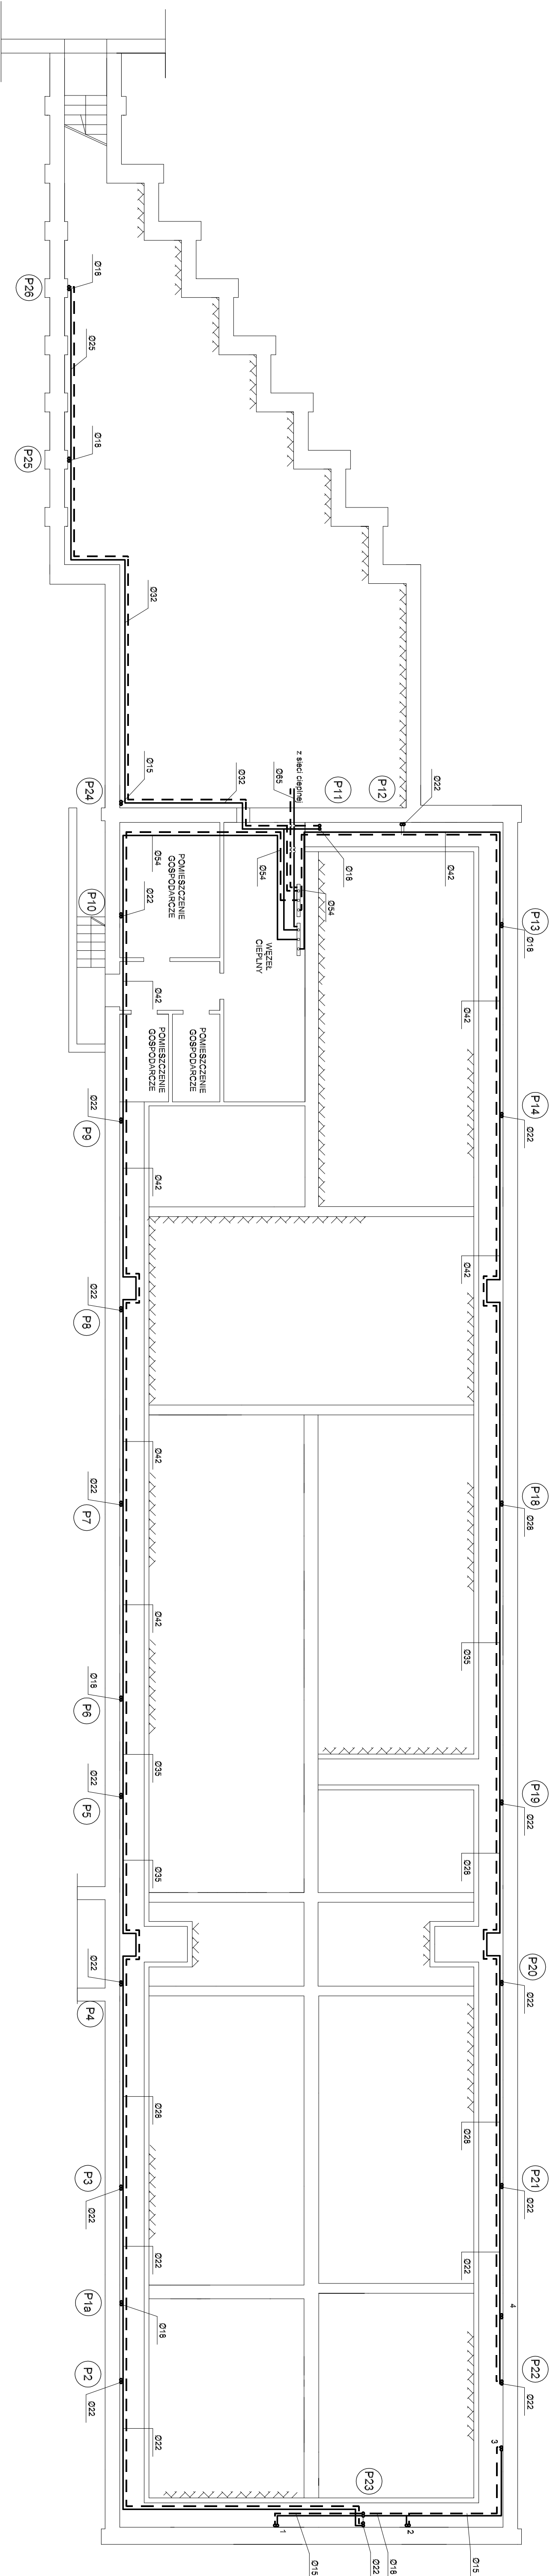 Ø18
P26
Ø25
Ø18
P25
Ø32
Ø15
P24
Ø32
z sieci cieplnej
Ø65
P11
P12
Ø22
Ø54
POMIESZCZENIE
GOSPODARCZE
Ø54
Ø18
Ø42
P10
Ø22
Ø54
WĘZEŁ
CIEPLNY
P13
Ø18
Ø42
POMIESZCZENIE
GOSPODARCZE
POMIESZCZENIE
GOSPODARCZE
Ø42
Ø22
P9
P14
Ø22
Ø42
Ø42
Ø22
P8
Ø42
Ø22
P7
P18
Ø28
Ø42
Ø35
Ø18
P6
Ø35
Ø22
P5
P19
Ø22
Ø35
Ø28
Ø22
P4
P20
Ø22
Ø28
Ø28
P3
Ø22
P21
Ø22
Ø22
Ø22
P1a
Ø18
4
P2
Ø22
P22
Ø22
Ø22
3
P23
1
2
Ø15
Ø22
Ø18
Ø15